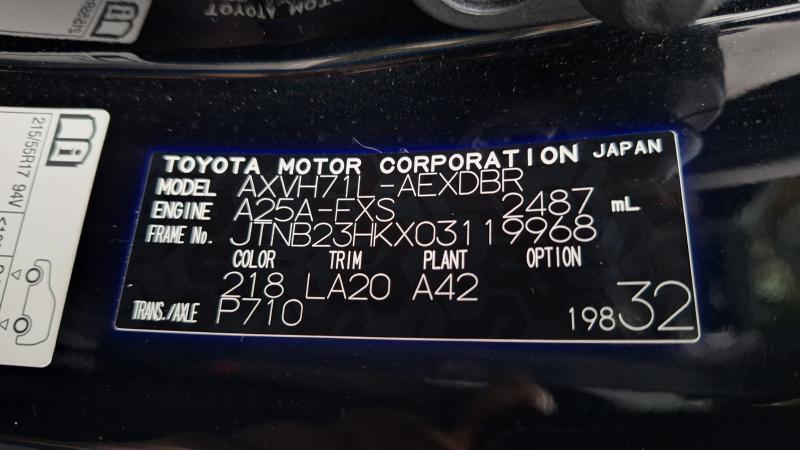 TOYOTA MOTOR CORPORATION JAPAN
MODEL AXVH71L-AEXDBR
ENGINE A25A-FXS 2487 mL
FRAME No. JTNB23HKX03119968
COLOR TRIM PLANT OPTION
218 LA20 A42
TRANS./AXLE P710
19832
215/55R17 94V